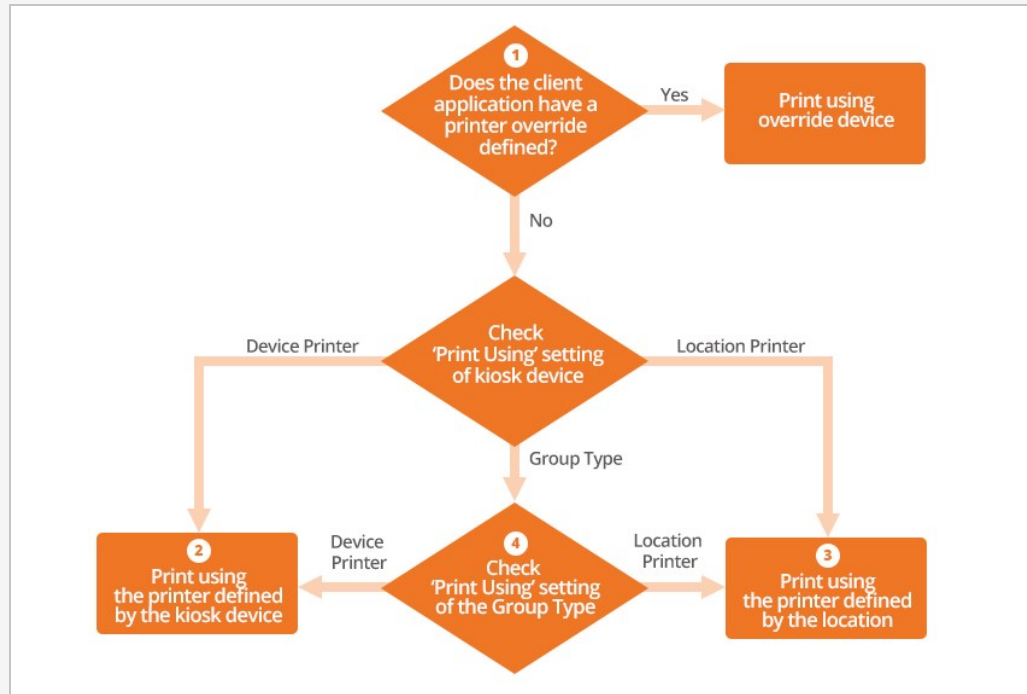 1
Does the client
application have a
printer override
defined?
Yes
Print using
override device
No
Check
'Print Using' setting
of kiosk device
Device Printer
Location Printer
Group Type
4
Check
'Print Using' setting
of the Group Type
Device
Printer
Location
Printer
2
Print using
the printer defined
by the kiosk device
3
Print using
the printer defined
by the location